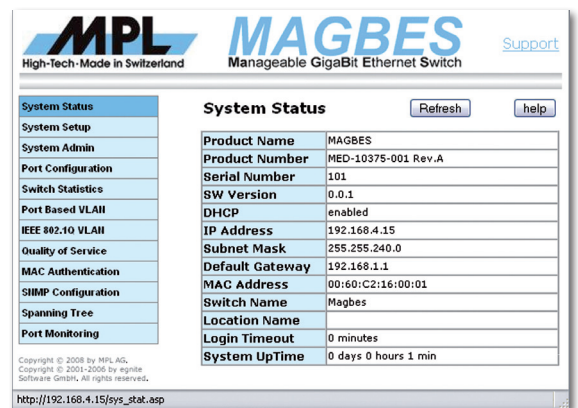 MPL
High-Tech · Made in Switzerland
MAGBES
Manageable GigaBit Ethernet Switch
Support
System Status
System Setup
System Admin
Port Configuration
Switch Statistics
Port Based VLAN
IEEE 802.1Q VLAN
Quality of Service
MAC Authentication
SNMP Configuration
Spanning Tree
Port Monitoring
Copyright © 2008 by MPL AG.
Copyright © 2001-2006 by egnite
Software GmbH. All rights reserved.
System Status Refresh help
Product Name MAGBES
Product Number MED-10375-001 Rev.A
Serial Number 101
SW Version 0.0.1
DHCP enabled
IP Address 192.168.4.15
Subnet Mask 255.255.240.0
Default Gateway 192.168.1.1
MAC Address 00:60:C2:16:00:01
Switch Name Magbes
Location Name
Login Timeout 0 minutes
System UpTime 0 days 0 hours 1 min
http://192.168.4.15/sys_stat.asp